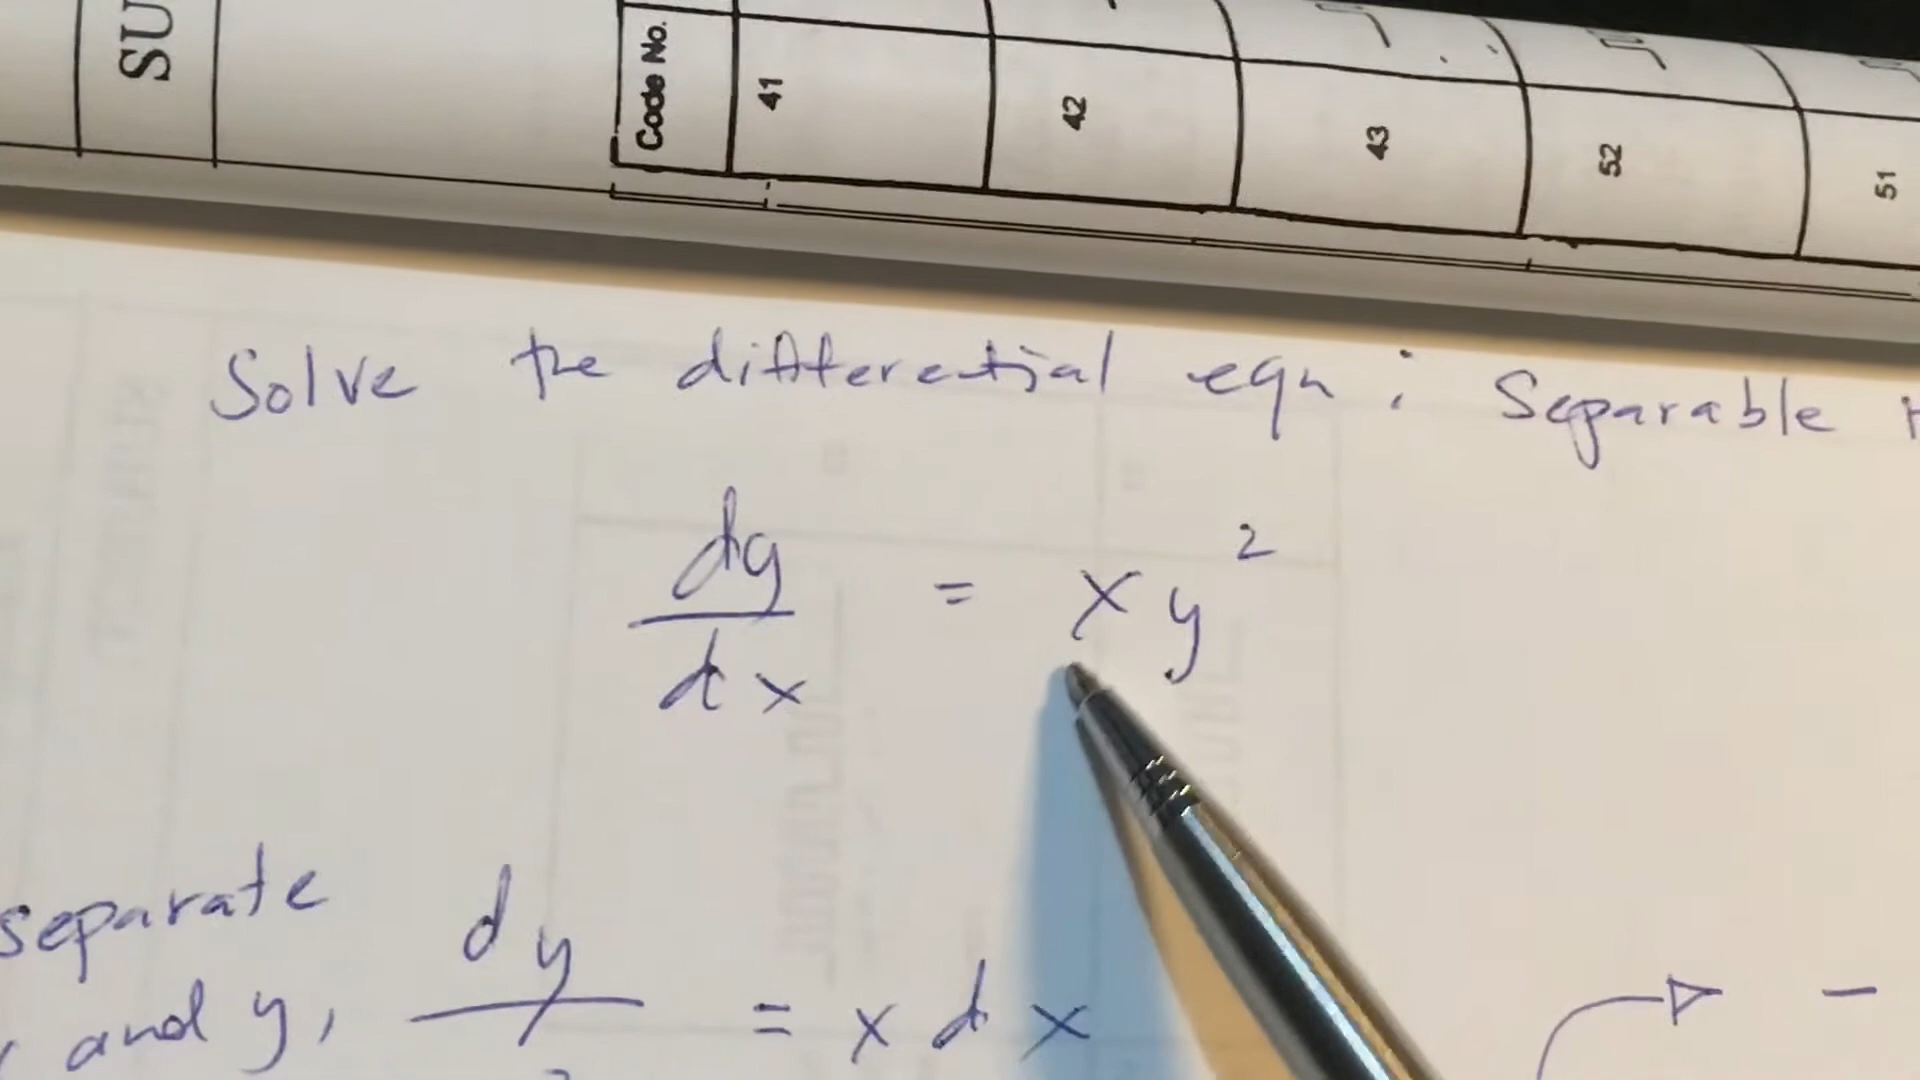 SU
Code No. 41 42 43 52 51
Solve the differential eqn : Separable
dy/dx = xy²
separate
and y, dy/y² = x dx